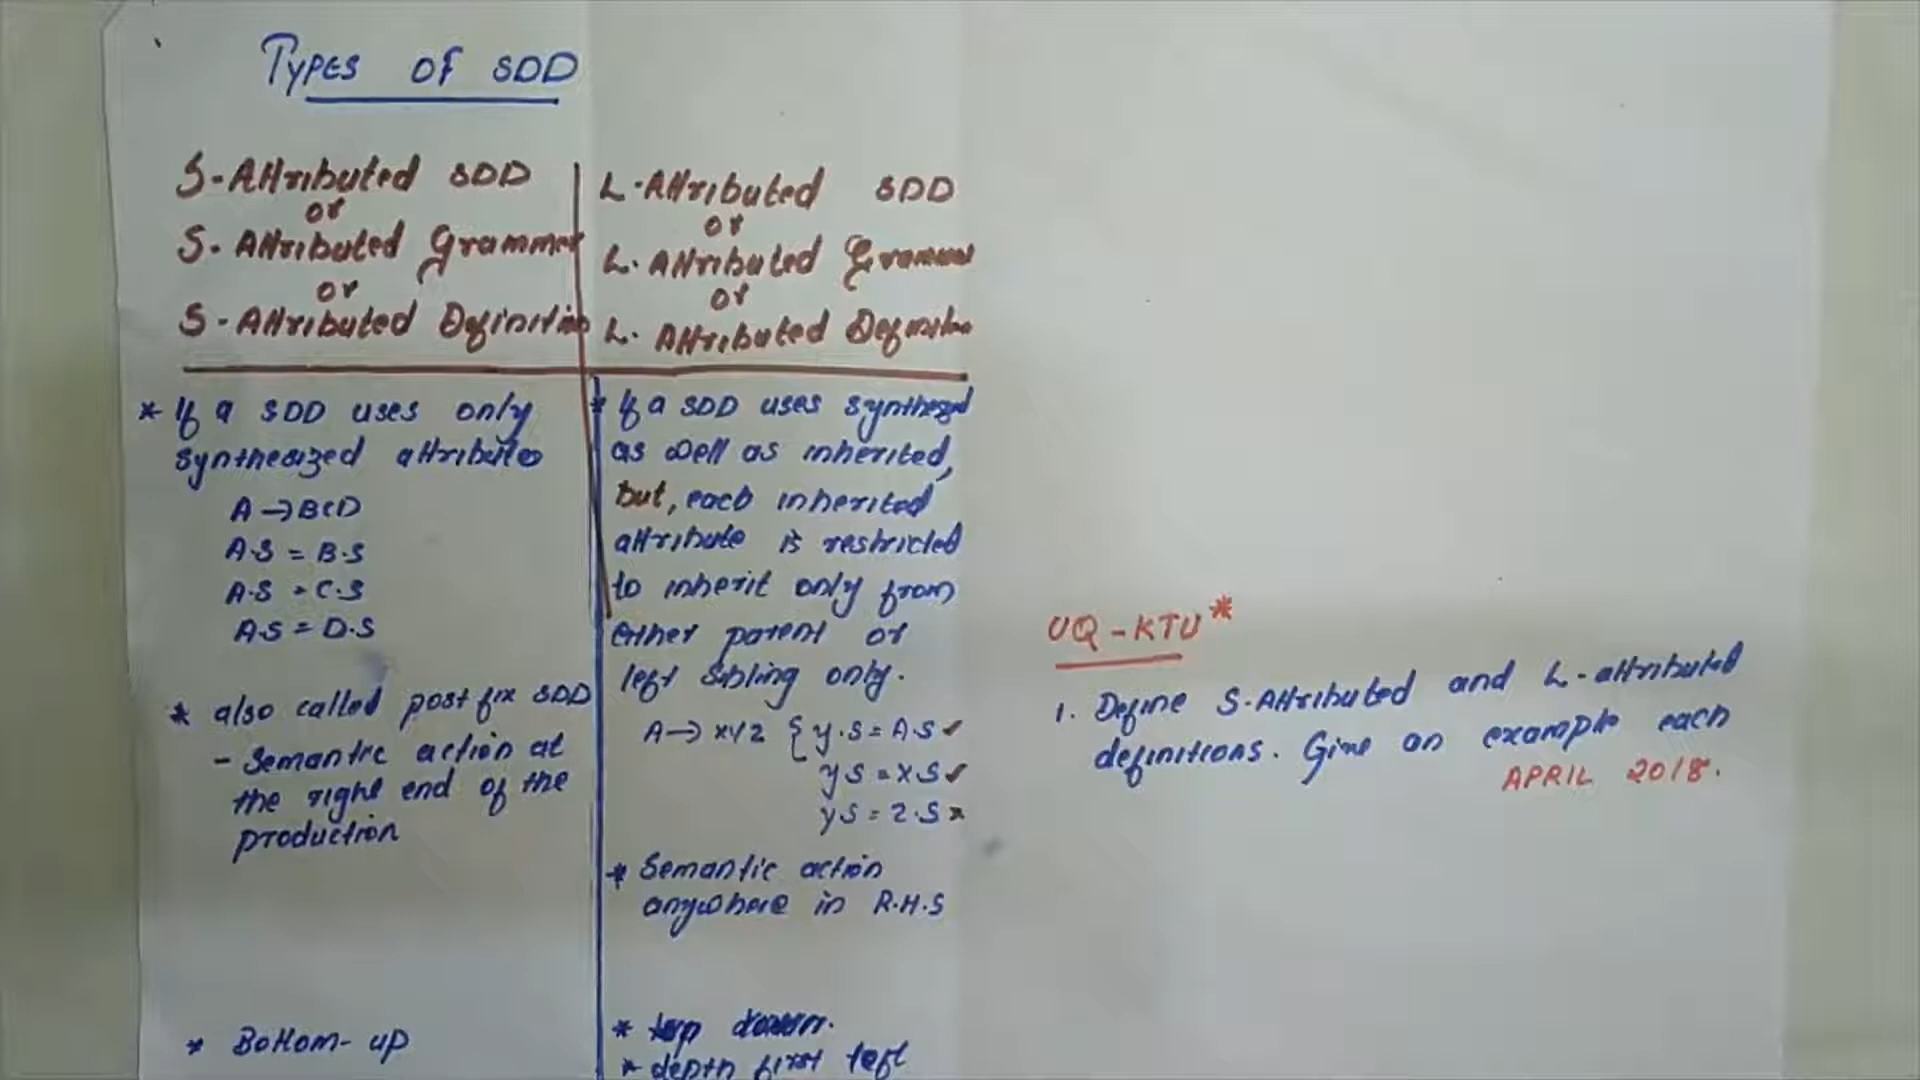 Types of SDD
S-Attributed SDD
or
S-Attributed Grammer
or
S-Attributed Definition
* If a SDD uses only
synthesized attributes
A → BCD
A.S = B.S
A.S = C.S
A.S = D.S
* also called postfix SDD
- Semantic action at
the right end of the
production
* Bottom-up
L-Attributed SDD
or
L-Attributed Grammar
or
L-Attributed Definition
* If a SDD uses synthesized
as well as inherited,
but, each inherited
attribute is restricted
to inherit only from
either parent or
left sibling only.
A → XYZ { Y.S = A.S ✓
Y.S = X.S ✓
Y.S = Z.S ×
* Semantic action
anywhere in R.H.S
* top down.
* depth first left
UQ - KTU *
1. Define S-Attributed and L-attributed
definitions. Give an example each
APRIL 2018.